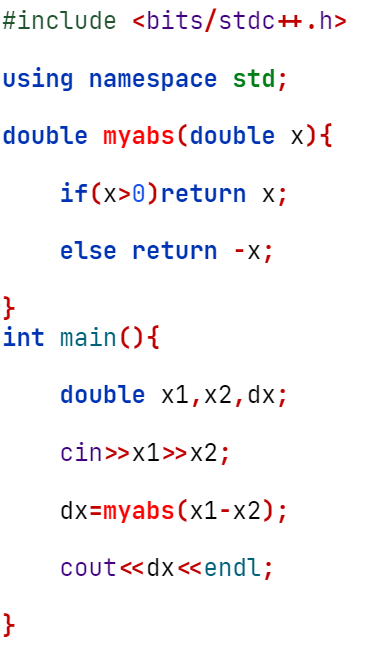 #include <bits/stdc++.h>
using namespace std;
double myabs(double x){
    if(x>0)return x;
    else return -x;
}
int main(){
    double x1,x2,dx;
    cin>>x1>>x2;
    dx=myabs(x1-x2);
    cout<<dx<<endl;
}